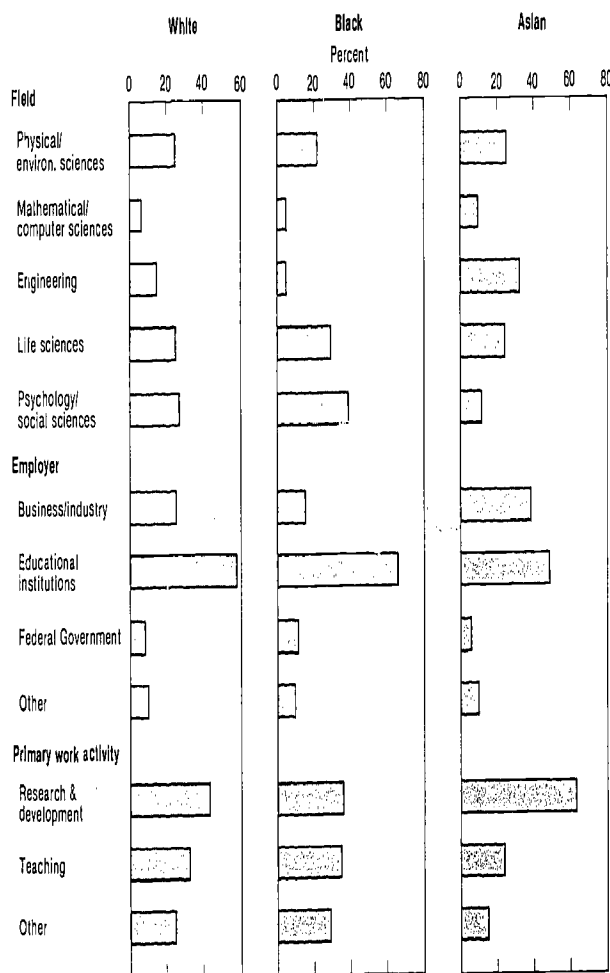 White Black Asian
Percent
0 20 40 60 0 20 40 60 80 0 20 40 60 80
Field
Physical/
environ. sciences
Mathematical/
computer sciences
Engineering
Life sciences
Psychology/
social sciences
Employer
Business/industry
Educational
institutions
Federal Government
Other
Primary work activity
Research &
development
Teaching
Other